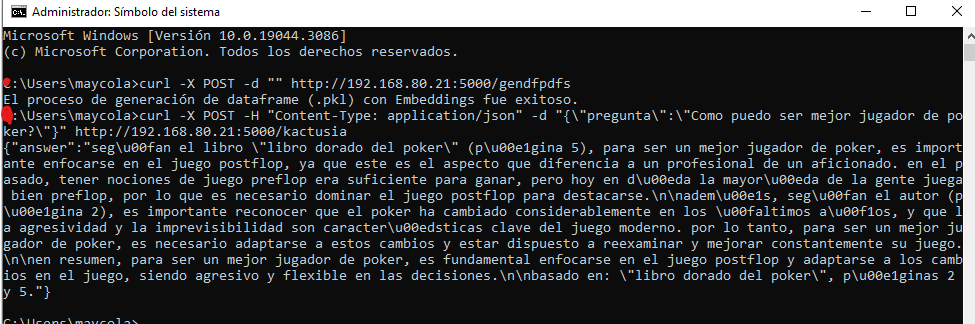 Administrador: Símbolo del sistema
Microsoft Windows [Versión 10.0.19044.3086]
(c) Microsoft Corporation. Todos los derechos reservados.
C:\Users\maycola>curl -X POST -d "" http://192.168.80.21:5000/gendfpdfs
El proceso de generación de dataframe (.pkl) con Embeddings fue exitoso.
:\Users\maycola>curl -X POST -H "Content-Type: application/json" -d "{\"pregunta\":\"Como puedo ser mejor jugador de po
ker?\"}" http://192.168.80.21:5000/kactusia
{"answer":"seg\u00fan el libro \"libro dorado del poker\" (p\u00e1gina 5), para ser un mejor jugador de poker, es import
ante enfocarse en el juego postflop, ya que este es el aspecto que diferencia a un profesional de un aficionado. en el p
asado, tener nociones de juego preflop era suficiente para ganar, pero hoy en d\u00eda la mayor\u00eda de la gente juega
bien preflop, por lo que es necesario dominar el juego postflop para destacarse.\n\nadem\u00e1s, seg\u00fan el autor (p
\u00e1gina 2), es importante reconocer que el poker ha cambiado considerablemente en los \u00faltimos a\u00f1os, y que l
a agresividad y la imprevisibilidad son caracter\u00edsticas clave del juego moderno. por lo tanto, para ser un mejor ju
gador de poker, es necesario adaptarse a estos cambios y estar dispuesto a reexaminar y mejorar constantemente su juego.
\n\nen resumen, para ser un mejor jugador de poker, es fundamental enfocarse en el juego postflop y adaptarse a los camb
ios en el juego, siendo agresivo y flexible en las decisiones.\n\nbasado en: \"libro dorado del poker\", p\u00e1ginas 2
y 5."}
C:\Users\maycola>